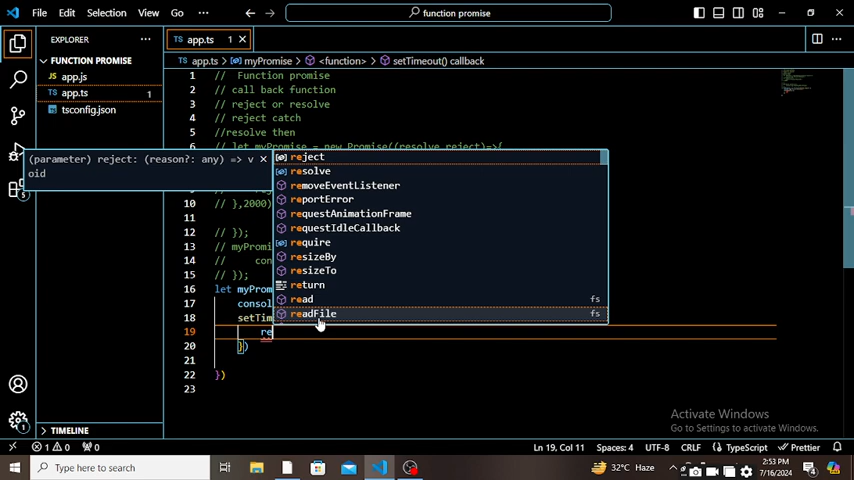 File Edit Selection View Go ··· function promise
EXPLORER ···
TS app.ts 1
FUNCTION PROMISE
JS app.js
TS app.ts 1
tsconfig.json
TIMELINE
TS app.ts > myPromise > <function> > setTimeout() callback
1 // Function promise
2 // call back function
3 // reject or resolve
4 // reject catch
5 //resolve then
6 // let myPromise = new Promise((resolve,reject)=>{
(parameter) reject: (reason?: any) => v
oid
reject
resolve
removeEventListener
reportError
requestAnimationFrame
requestIdleCallback
require
resizeBy
resizeTo
return
read fs
readFile fs
10 // },2000)
11
12 // });
13 // myPromi
14 // con
15 // });
16 let myProm
17 consol
18 setTim
19 re
20 })
21
22 })
23
5
1
Activate Windows
Go to Settings to activate Windows.
1 0 0 Ln 19, Col 11 Spaces: 4 UTF-8 CRLF {} TypeScript Prettier
Type here to search
32°C Haze
2:53 PM
7/16/2024
4